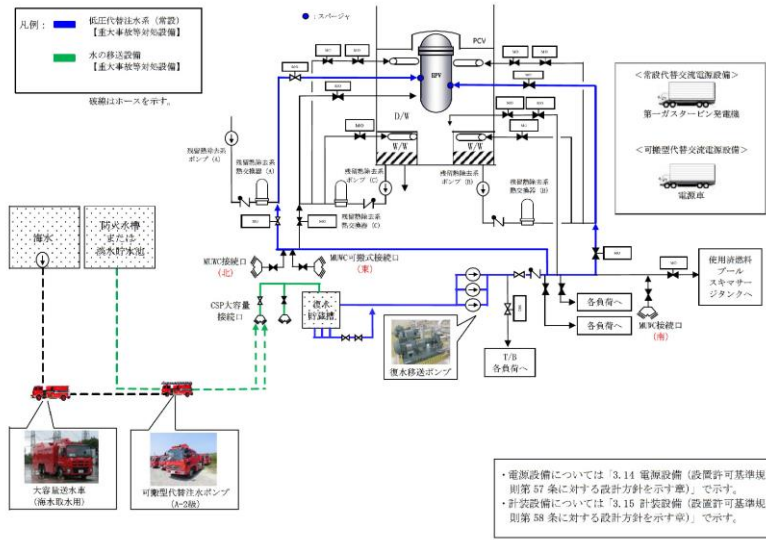 凡例：
低圧代替注水系（常設）
【重大事故等対処設備】
水の移送設備
【重大事故等対処設備】
破線はホースを示す。
：スパージャ
PCV
RPV
D/W
W/W
W/W
＜常設代替交流電源設備＞
第一ガスタービン発電機
＜可搬型代替交流電源設備＞
電源車
残留熱除去系
ポンプ（A）
残留熱除去系
熱交換器（A）
残留熱除去系
ポンプ（C）
残留熱除去系
熱交換器（C）
残留熱除去系
ポンプ（B）
残留熱除去系
熱交換器（B）
海水
防火水槽
または
淡水貯水池
MUWC接続口
（北）
MUWC可搬式接続口
（東）
CSP大容量
接続口
復水
貯蔵槽
復水移送ポンプ
T/B
各負荷へ
各負荷へ
各負荷へ
MUWC接続口
（南）
使用済燃料
プール
スキマサー
ジタンクへ
大容量送水車
（海水取水用）
可搬型代替注水ポンプ
（A-2級）
・電源設備については「3.14 電源設備（設置許可基準規
則第 57 条に対する設計方針を示す章）」で示す。
・計装設備については「3.15 計装設備（設置許可基準規
則第 58 条に対する設計方針を示す章）」で示す。